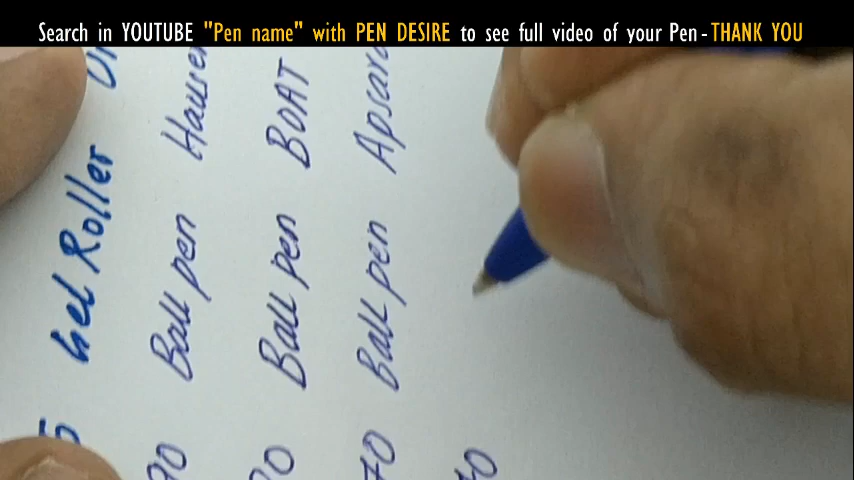 Search in YOUTUBE "Pen name" with PEN DESIRE to see full video of your Pen - THANK YOU
Gel Roller
Ball pen Hauser
Ball pen BOAT
70 Ball pen Apsara